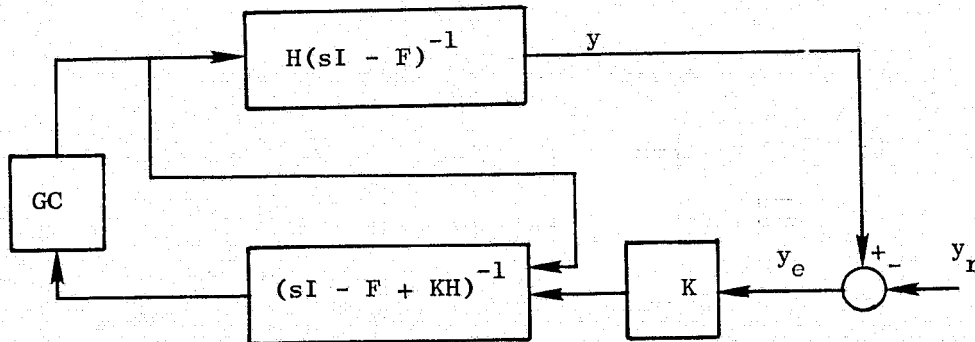 H(sI - F)^-1
y
GC
(sI - F + KH)^-1
K
y_e
+
-
y_r